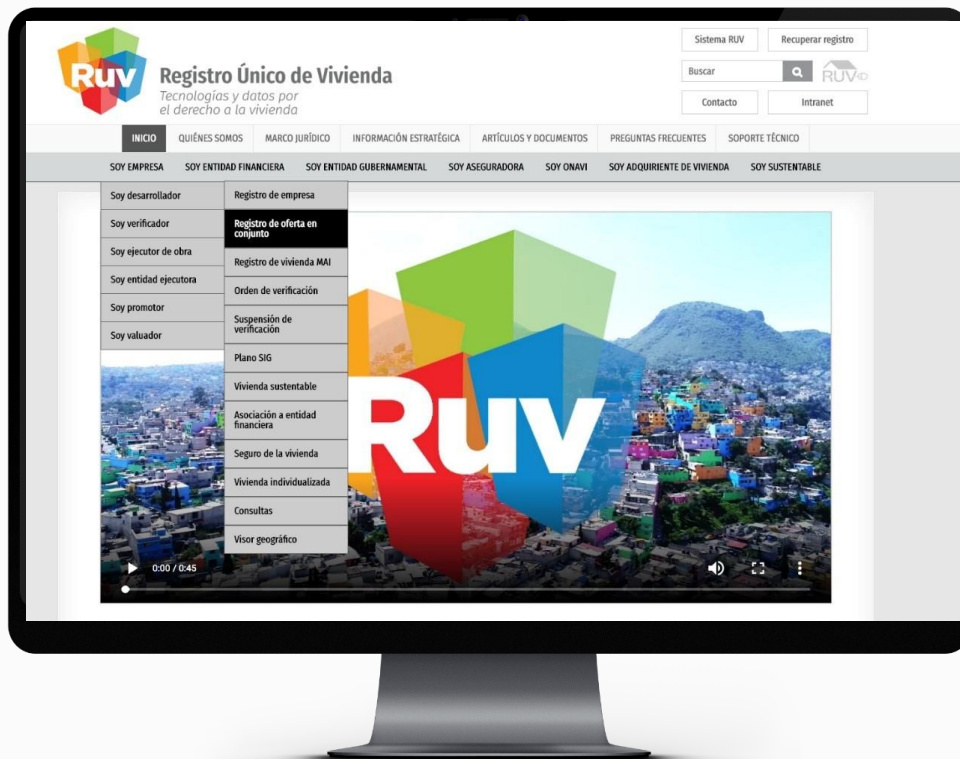 Ruv
Registro Único de Vivienda
Tecnologías y datos por
el derecho a la vivienda
Sistema RUV
Recuperar registro
Buscar
RUV
Contacto
Intranet
INICIO
QUIÉNES SOMOS
MARCO JURÍDICO
INFORMACIÓN ESTRATÉGICA
ARTÍCULOS Y DOCUMENTOS
PREGUNTAS FRECUENTES
SOPORTE TÉCNICO
SOY EMPRESA
SOY ENTIDAD FINANCIERA
SOY ENTIDAD GUBERNAMENTAL
SOY ASEGURADORA
SOY ONAVI
SOY ADQUIRIENTE DE VIVIENDA
SOY SUSTENTABLE
Soy desarrollador
Soy verificador
Soy ejecutor de obra
Soy entidad ejecutora
Soy promotor
Soy valuador
Registro de empresa
Registro de oferta en
conjunto
Registro de vivienda MAI
Orden de verificación
Suspensión de
verificación
Plano SIG
Vivienda sustentable
Asociación a entidad
financiera
Seguro de la vivienda
Vivienda individualizada
Consultas
Visor geográfico
Ruv
0:00 / 0:45